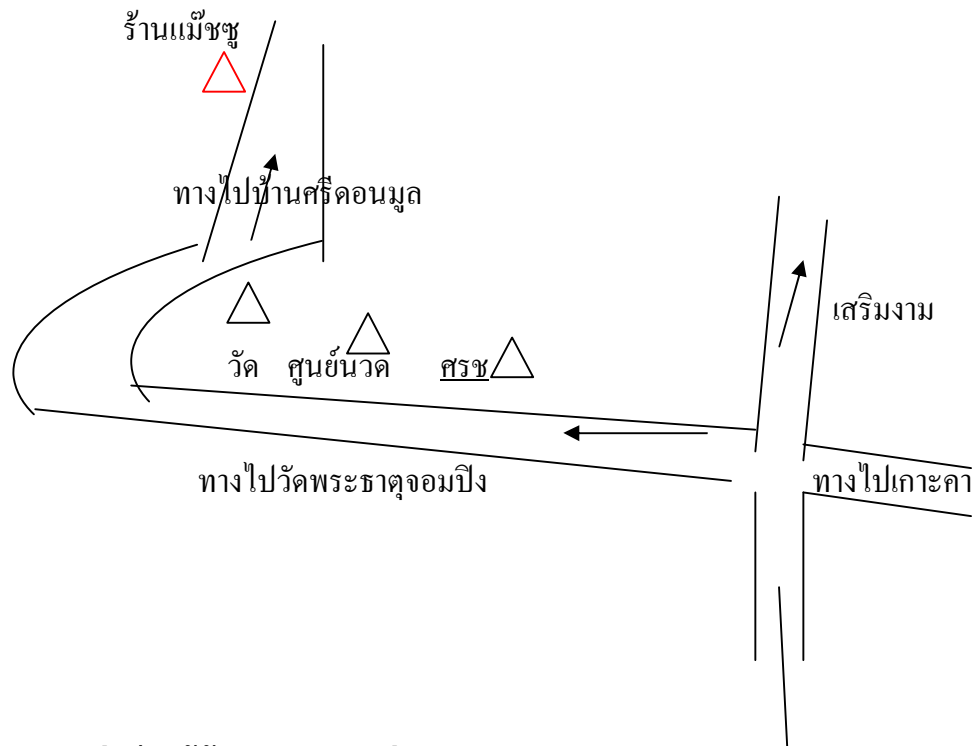 ร้านแม๊ชซู
ทางไปบ้านศรีดอนมูล
เสริมงาม
วัด ศูนย์นวด ศรช
ทางไปวัดพระธาตุจอมปิง
ทางไปเกาะคา